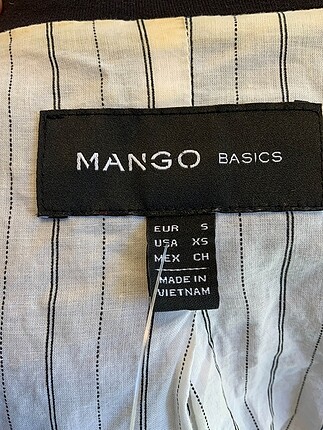 MANGO BASICS
EUR S
USA XS
MEX CH
MADE IN
VIETNAM